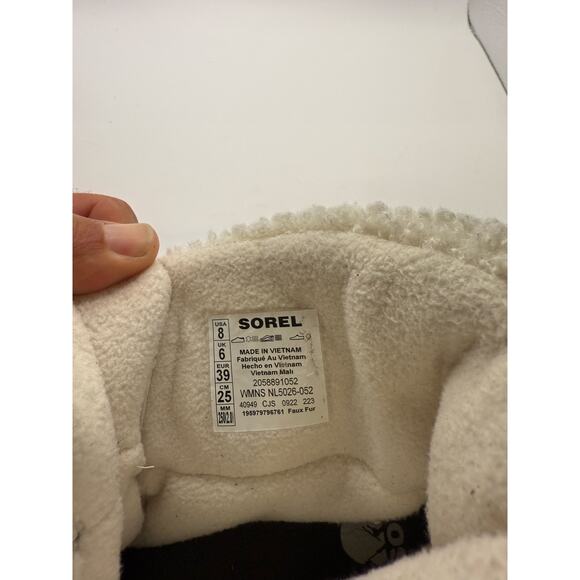 USA 8
UK 6
EUR 39
CM 25
MM 250/2.0
SOREL
MADE IN VIETNAM
Fabriqué Au Vietnam
Hecho en Vietnam
Vietnam Malı
2058891052
WMNS NL5026-052
40949 CJS 0922 223
195979796761 Faux Fur